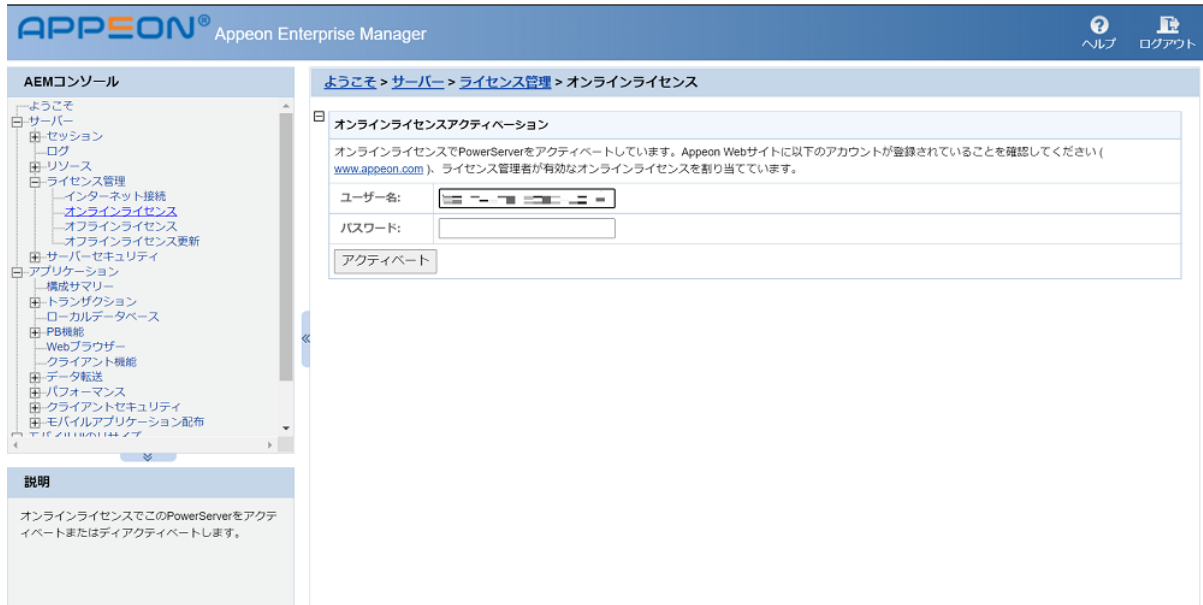 APPEON® Appeon Enterprise Manager
ヘルプ
ログアウト
AEMコンソール
ようこそ
サーバー
セッション
ログ
リソース
ライセンス管理
インターネット接続
オンラインライセンス
オフラインライセンス
オフラインライセンス更新
サーバーセキュリティ
アプリケーション
構成サマリー
トランザクション
ローカルデータベース
PB機能
Webブラウザー
クライアント機能
データ転送
パフォーマンス
クライアントセキュリティ
モバイルアプリケーション配布
モバイルUIのリサイズ
説明
オンラインライセンスでこのPowerServerをアクテ
ィベートまたはディアクティベートします。
ようこそ > サーバー > ライセンス管理 > オンラインライセンス
オンラインライセンスアクティベーション
オンラインライセンスでPowerServerをアクティベートしています。Appeon Webサイトに以下のアカウントが登録されていることを確認してください (
www.appeon.com )、ライセンス管理者が有効なオンラインライセンスを割り当てています。
ユーザー名:
パスワード:
アクティベート